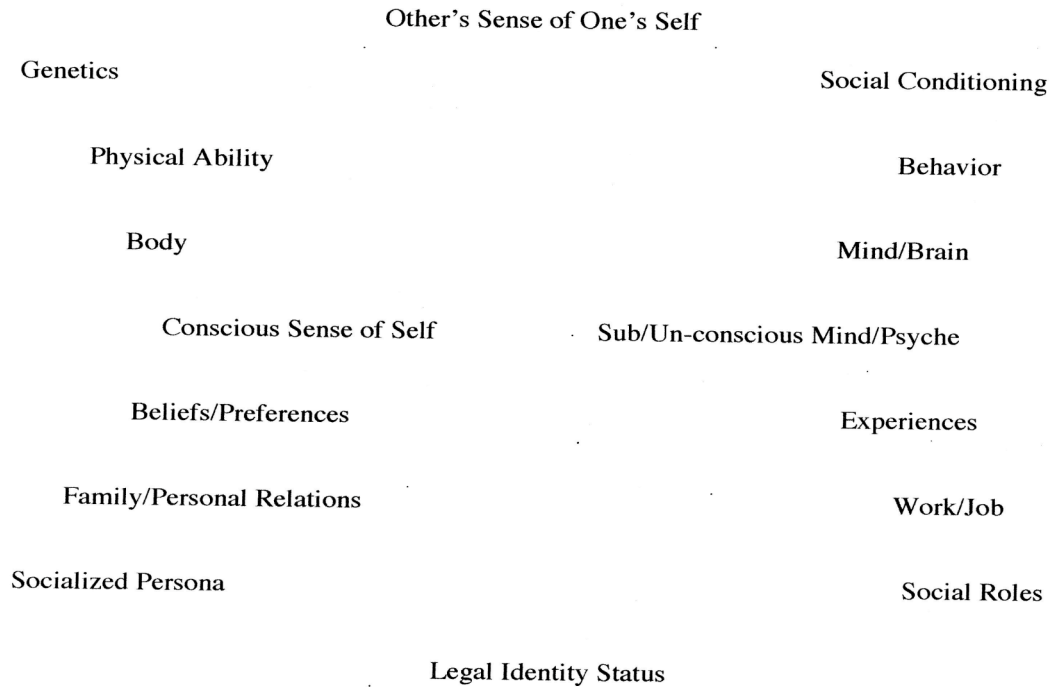 Other's Sense of One's Self
Genetics
Social Conditioning
Physical Ability
Behavior
Body
Mind/Brain
Conscious Sense of Self
Sub/Un-conscious Mind/Psyche
Beliefs/Preferences
Experiences
Family/Personal Relations
Work/Job
Socialized Persona
Social Roles
Legal Identity Status